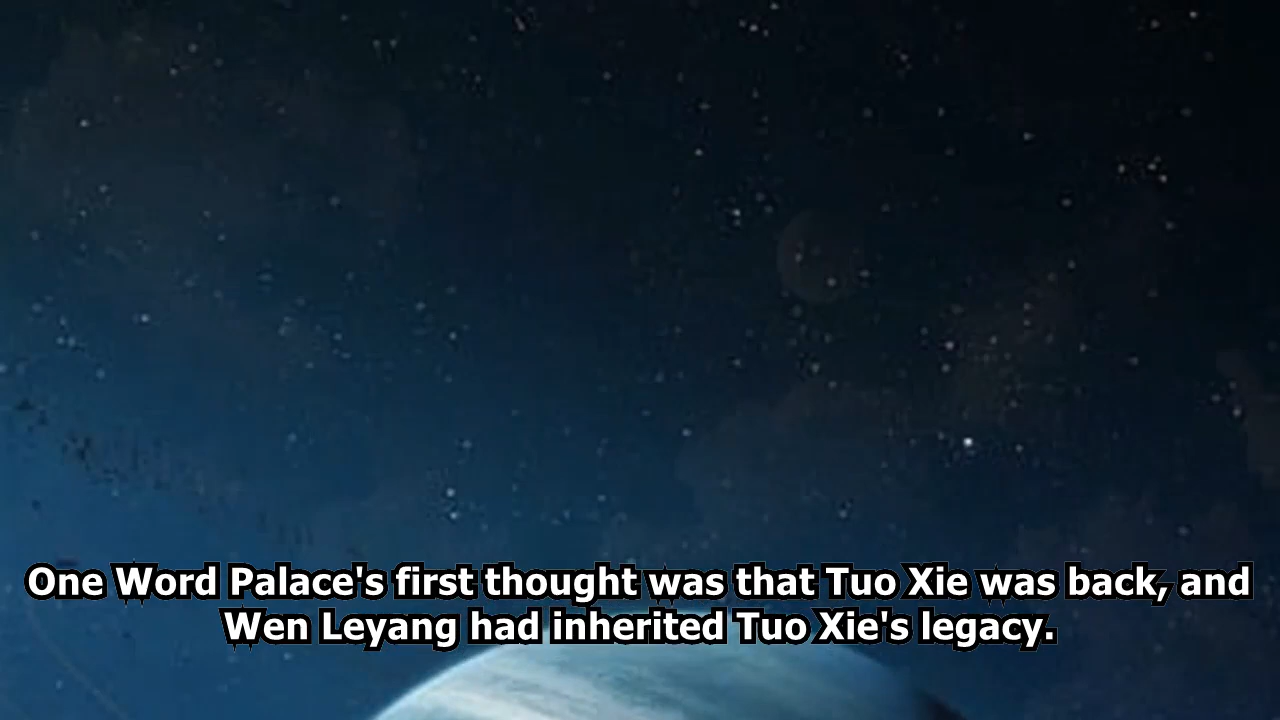 One Word Palace's first thought was that Tuo Xie was back, and
Wen Leyang had inherited Tuo Xie's legacy.